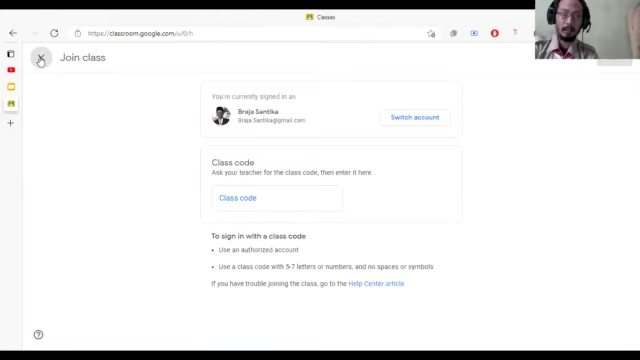 Classes
https://classroom.google.com/u/0/h
Join class
You're currently signed in as
Braja Santika
Braja.Santika@gmail.com
Switch account
Class code
Ask your teacher for the class code, then enter it here.
Class code
To sign in with a class code
• Use an authorized account
• Use a class code with 5-7 letters or numbers, and no spaces or symbols
If you have trouble joining the class, go to the Help Center article